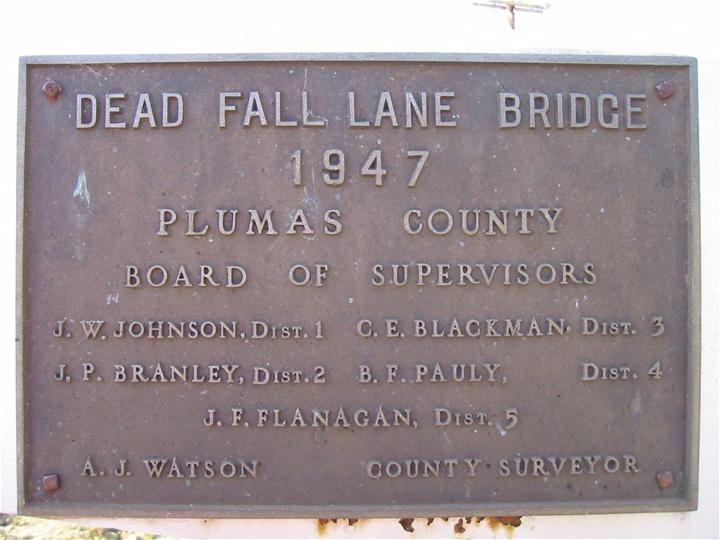 DEAD FALL LANE BRIDGE
1947
PLUMAS COUNTY
BOARD OF SUPERVISORS
J. W. JOHNSON, DIST. 1 C. E. BLACKMAN, DIST. 3
J. P. BRANLEY, DIST. 2 B. F. PAULY, DIST. 4
J. F. FLANAGAN, DIST. 5
A. J. WATSON COUNTY SURVEYOR